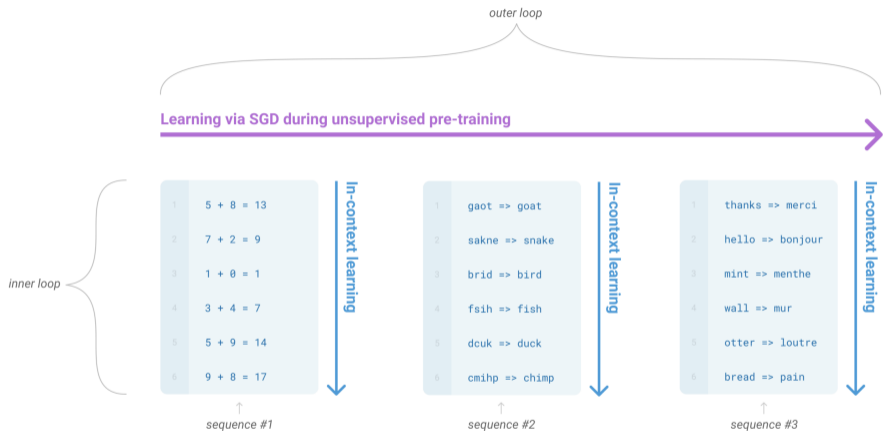 outer loop
Learning via SGD during unsupervised pre-training
inner loop
1 5 + 8 = 13
2 7 + 2 = 9
3 1 + 0 = 1
4 3 + 4 = 7
5 5 + 9 = 14
6 9 + 8 = 17
In-context learning
sequence #1
1 gaot => goat
2 sakne => snake
3 brid => bird
4 fsih => fish
5 dcuk => duck
6 cmihp => chimp
In-context learning
sequence #2
1 thanks => merci
2 hello => bonjour
3 mint => menthe
4 wall => mur
5 otter => loutre
6 bread => pain
In-context learning
sequence #3